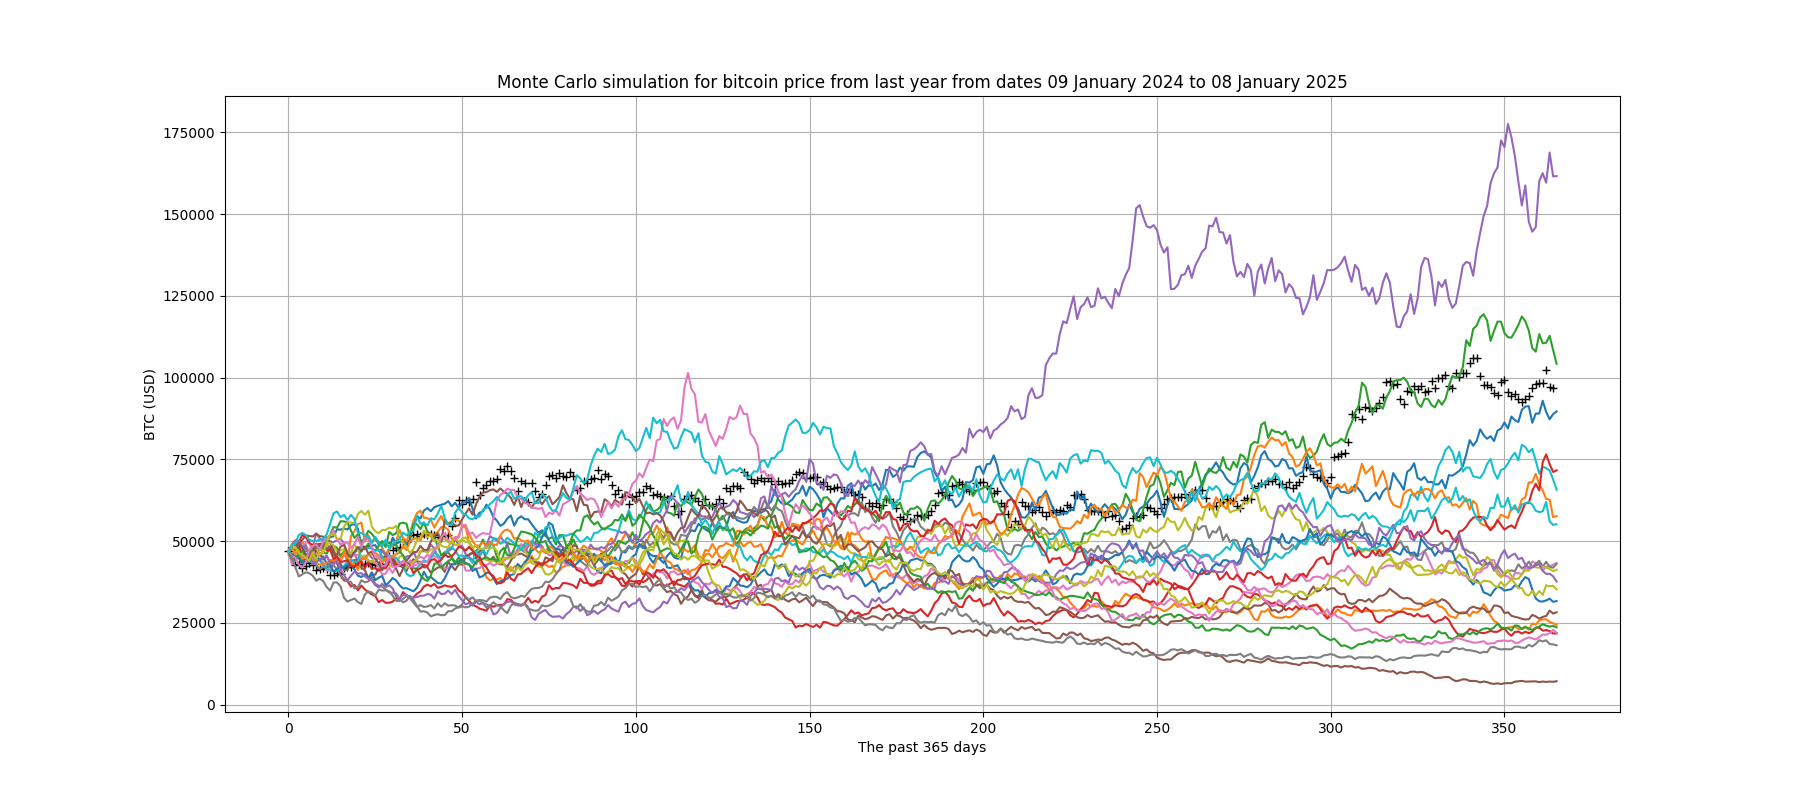 Monte Carlo simulation for bitcoin price from last year from dates 09 January 2024 to 08 January 2025
175000
150000
125000
100000
75000
50000
25000
0
BTC (USD)
0 50 100 150 200 250 300 350
The past 365 days